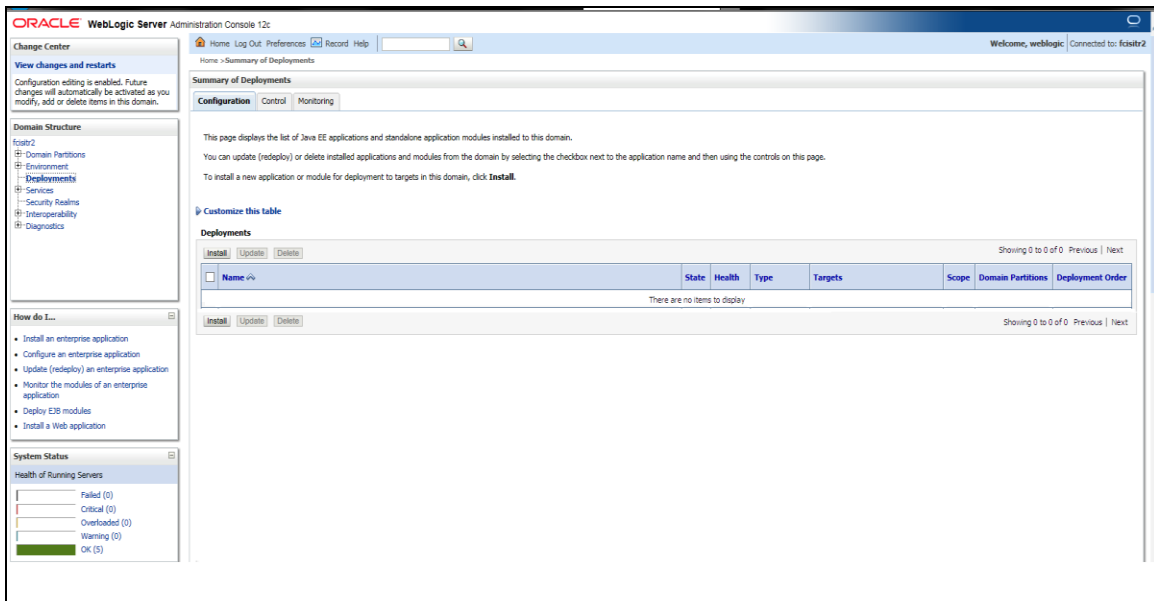 ORACLE WebLogic Server Administration Console 12c
Change Center
View changes and restarts
Configuration editing is enabled. Future
changes will automatically be activated as you
modify, add or delete items in this domain.
Domain Structure
fcisitr2
Domain Partitions
Environment
Deployments
Services
Security Realms
Interoperability
Diagnostics
How do I...
Install an enterprise application
Configure an enterprise application
Update (redeploy) an enterprise application
Monitor the modules of an enterprise
application
Deploy EJB modules
Install a Web application
System Status
Health of Running Servers
Failed (0)
Critical (0)
Overloaded (0)
Warning (0)
OK (5)
Home Log Out Preferences Record Help
Welcome, weblogic Connected to: fcisitr2
Home >Summary of Deployments
Summary of Deployments
Configuration Control Monitoring
This page displays the list of Java EE applications and standalone application modules installed to this domain.
You can update (redeploy) or delete installed applications and modules from the domain by selecting the checkbox next to the application name and then using the controls on this page.
To install a new application or module for deployment to targets in this domain, click Install.
Customize this table
Deployments
Install Update Delete Showing 0 to 0 of 0 Previous | Next
Name State Health Type Targets Scope Domain Partitions Deployment Order
There are no items to display
Install Update Delete Showing 0 to 0 of 0 Previous | Next